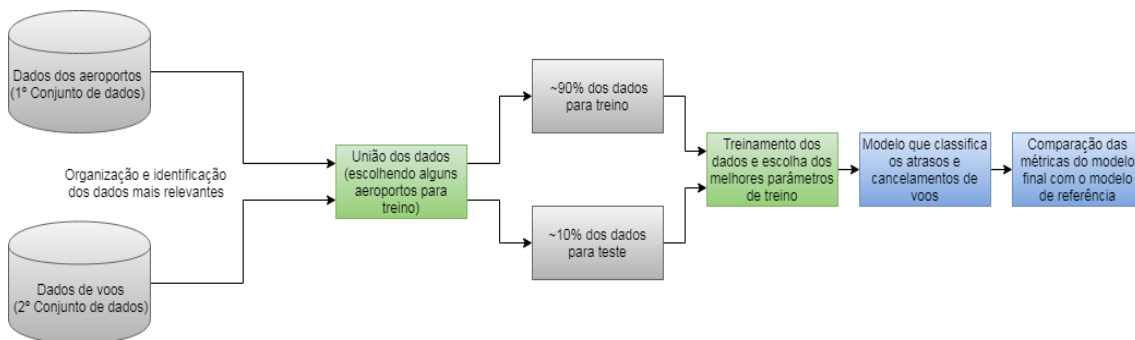 Dados dos aeroportos
(1º Conjunto de dados)
Organização e identificação
dos dados mais relevantes
Dados de voos
(2º Conjunto de dados)
União dos dados
(escolhendo alguns
aeroportos para
treino)
~90% dos dados
para treino
~10% dos dados
para teste
Treinamento dos
dados e escolha dos
melhores parâmetros
de treino
Modelo que classifica
os atrasos e
cancelamentos de
voos
Comparação das
métricas do modelo
final com o modelo
de referência